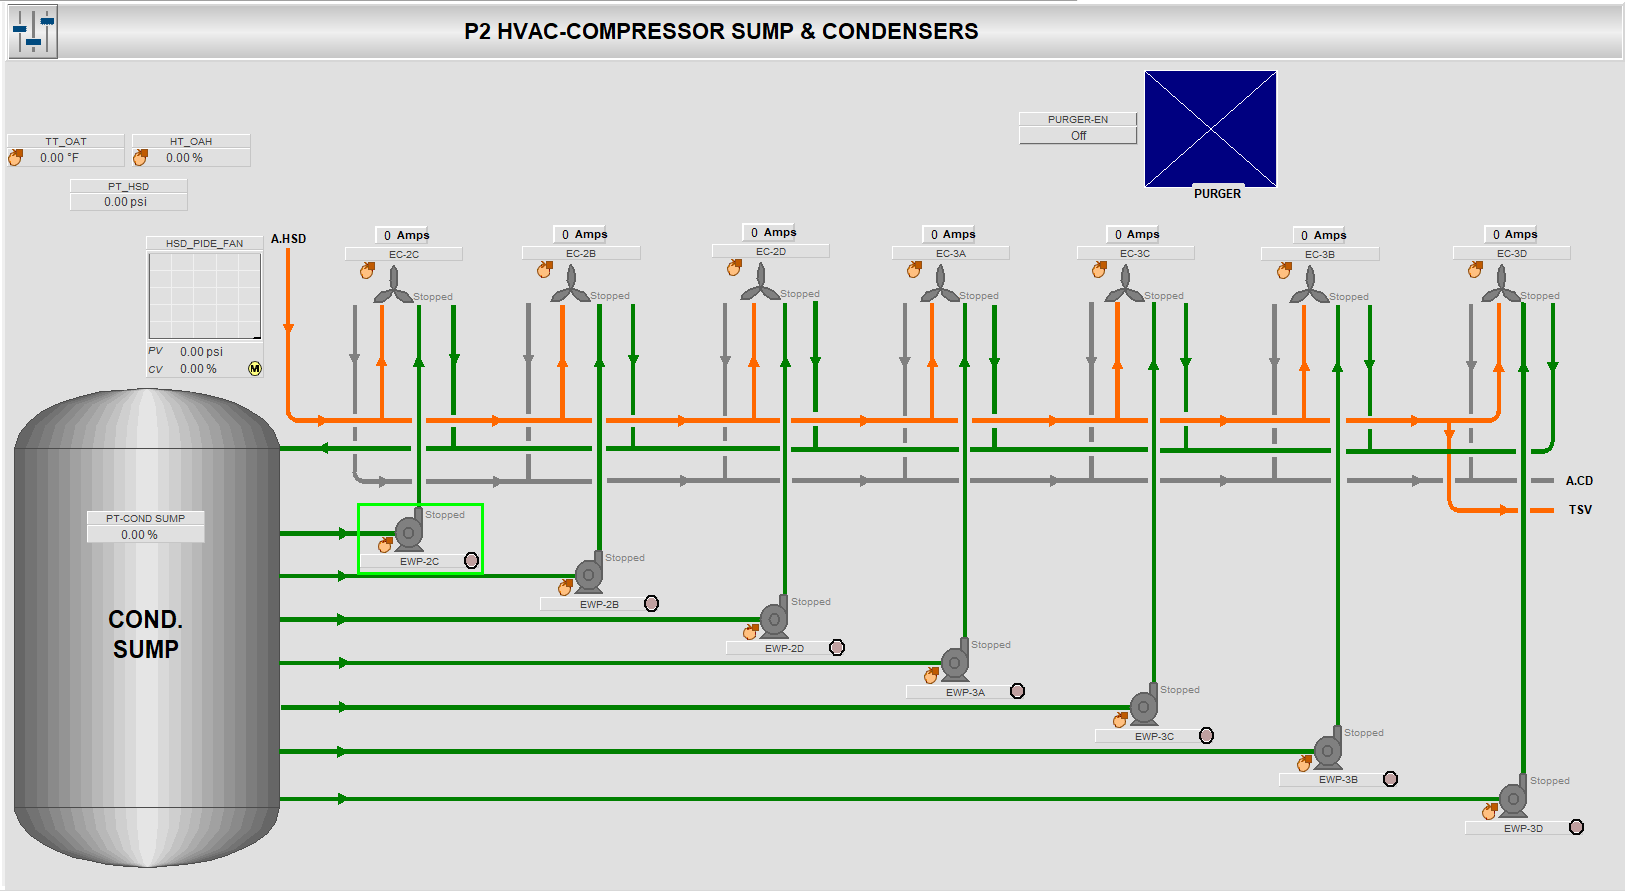 P2 HVAC-COMPRESSOR SUMP & CONDENSERS
PURGER-EN
Off
PURGER
TT_OAT
0.00 °F
HT_OAH
0.00 %
PT_HSD
0.00 psi
HSD_PIDE_FAN
PV 0.00 psi
CV 0.00 %
M
A.HSD
0 Amps
EC-2C
Stopped
0 Amps
EC-2B
Stopped
0 Amps
EC-2D
Stopped
0 Amps
EC-3A
Stopped
0 Amps
EC-3C
Stopped
0 Amps
EC-3B
Stopped
0 Amps
EC-3D
Stopped
A.CD
TSV
PT-COND SUMP
0.00 %
COND.
SUMP
Stopped
EWP-2C
Stopped
EWP-2B
Stopped
EWP-2D
Stopped
EWP-3A
Stopped
EWP-3C
Stopped
EWP-3B
Stopped
EWP-3D